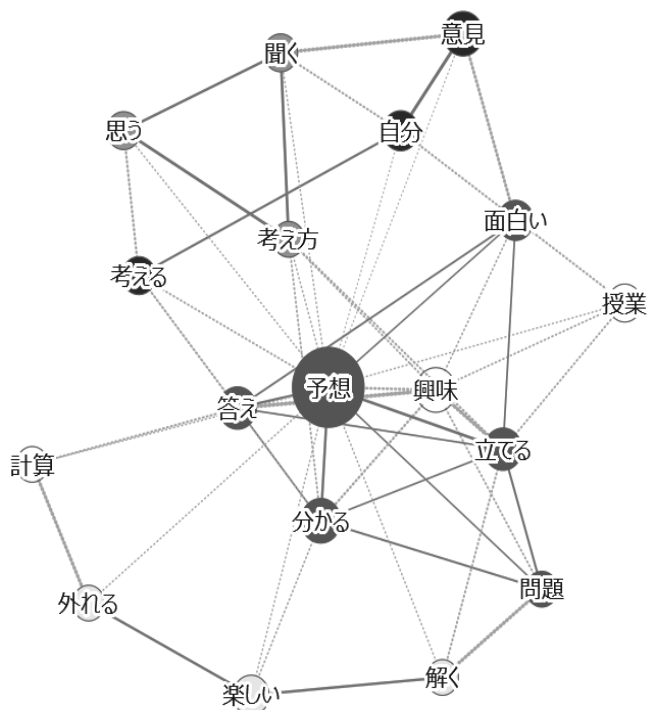 意見
聞く
思う
自分
面白い
考え方
考える
授業
予想
興味
答え
立てる
計算
分かる
問題
外れる
解く
楽しい